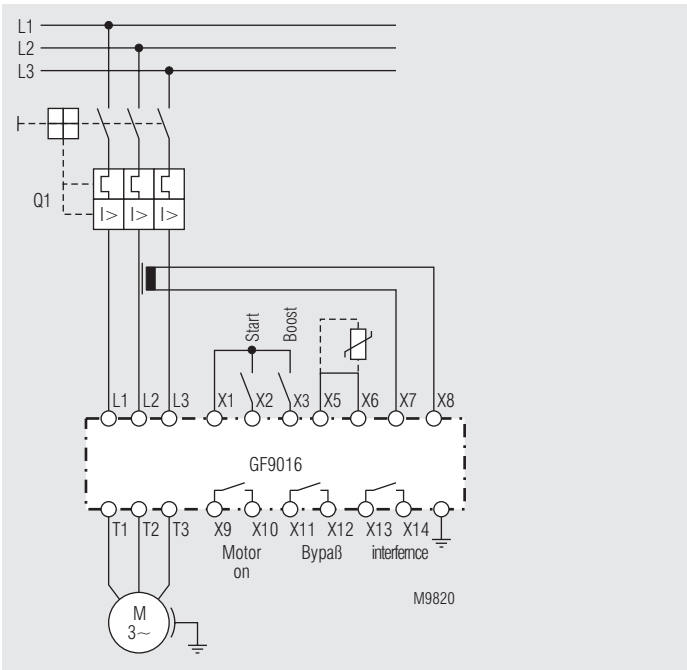 L1
L2
L3
Q1
I> I> I>
Start
Boost
L1 L2 L3 X1 X2 X3 X5 X6 X7 X8
GF9016
T1 T2 T3 X9 X10 X11 X12 X13 X14
Motor on
Bypaß
interfernce
M
3~
M9820